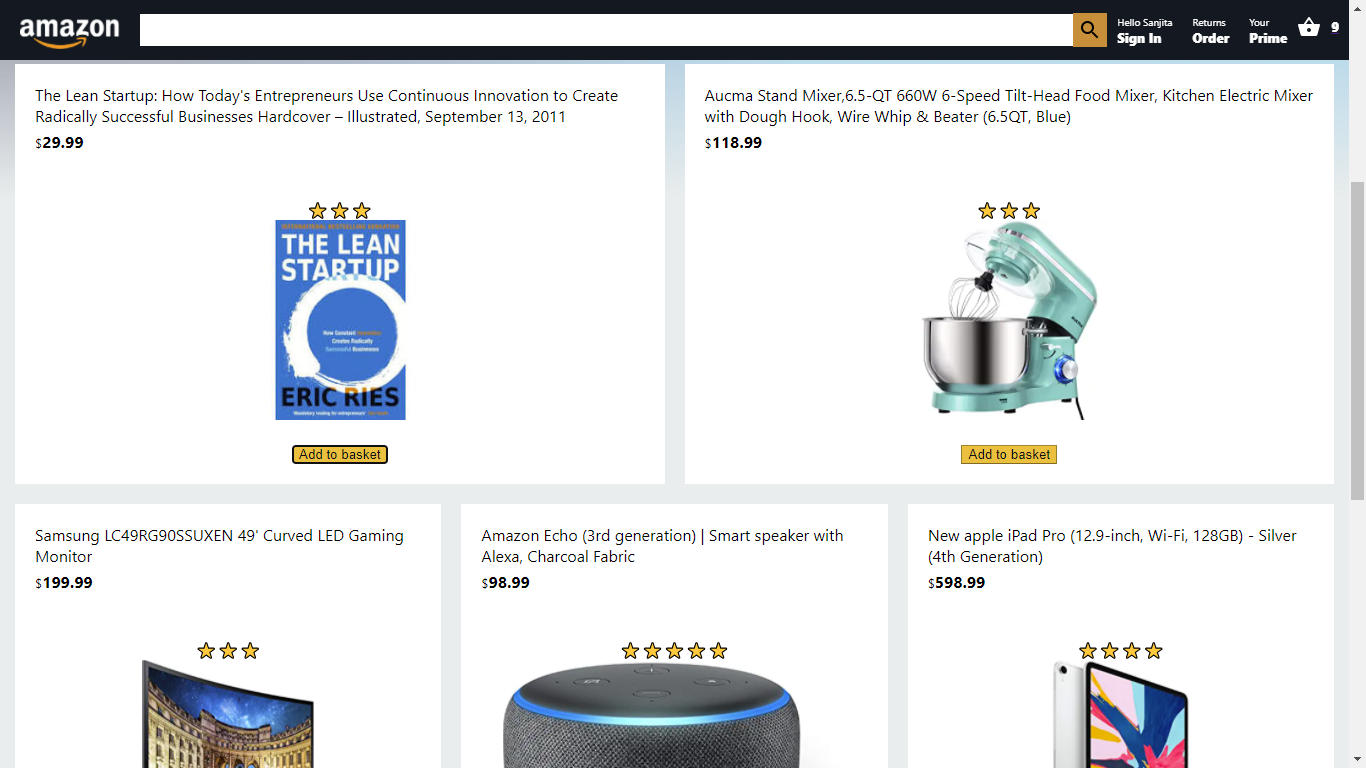 amazon
Hello Sanjita
Sign In
Returns
Order
Your
Prime
9
The Lean Startup: How Today's Entrepreneurs Use Continuous Innovation to Create
Radically Successful Businesses Hardcover – Illustrated, September 13, 2011
$29.99
THE LEAN
STARTUP
How Constant
Creates Radically
Successful Businesses
ERIC RIES
Add to basket
Aucma Stand Mixer,6.5-QT 660W 6-Speed Tilt-Head Food Mixer, Kitchen Electric Mixer
with Dough Hook, Wire Whip & Beater (6.5QT, Blue)
$118.99
Add to basket
Samsung LC49RG90SSUXEN 49' Curved LED Gaming
Monitor
$199.99
Amazon Echo (3rd generation) | Smart speaker with
Alexa, Charcoal Fabric
$98.99
New apple iPad Pro (12.9-inch, Wi-Fi, 128GB) - Silver
(4th Generation)
$598.99